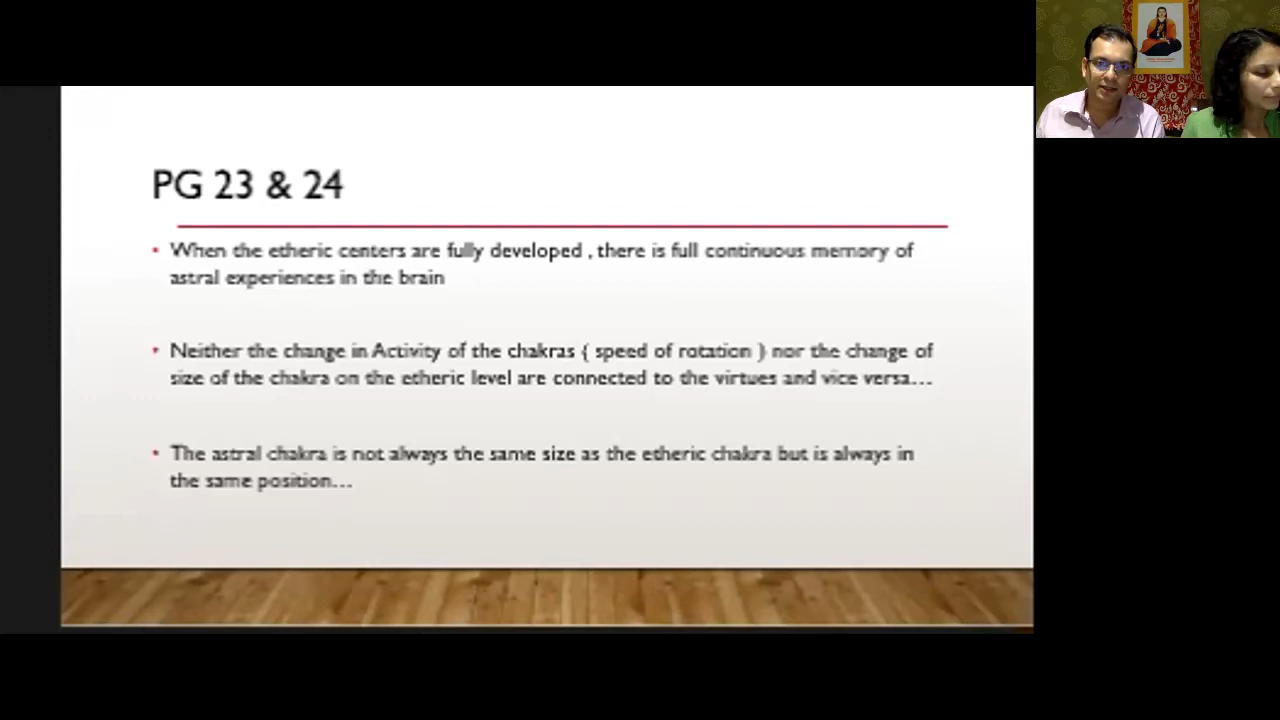 PG 23 & 24
• When the etheric centers are fully developed , there is full continuous memory of
astral experiences in the brain
• Neither the change in Activity of the chakras ( speed of rotation ) nor the change of
size of the chakra on the etheric level are connected to the virtues and vice versa...
• The astral chakra is not always the same size as the etheric chakra but is always in
the same position...